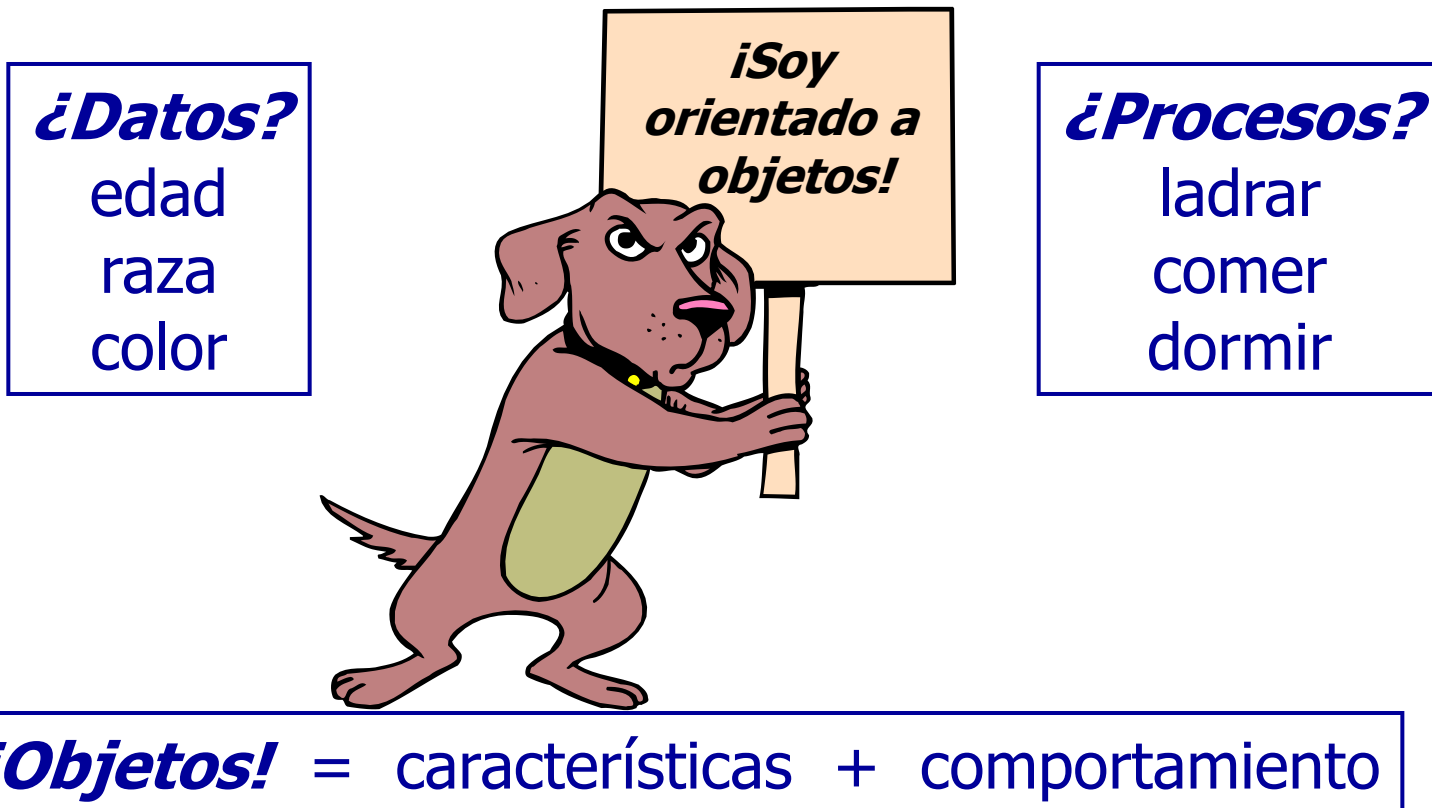 ¿Datos?
edad
raza
color
¡Soy
orientado a
objetos!
¿Procesos?
ladrar
comer
dormir
¡Objetos! = características + comportamiento